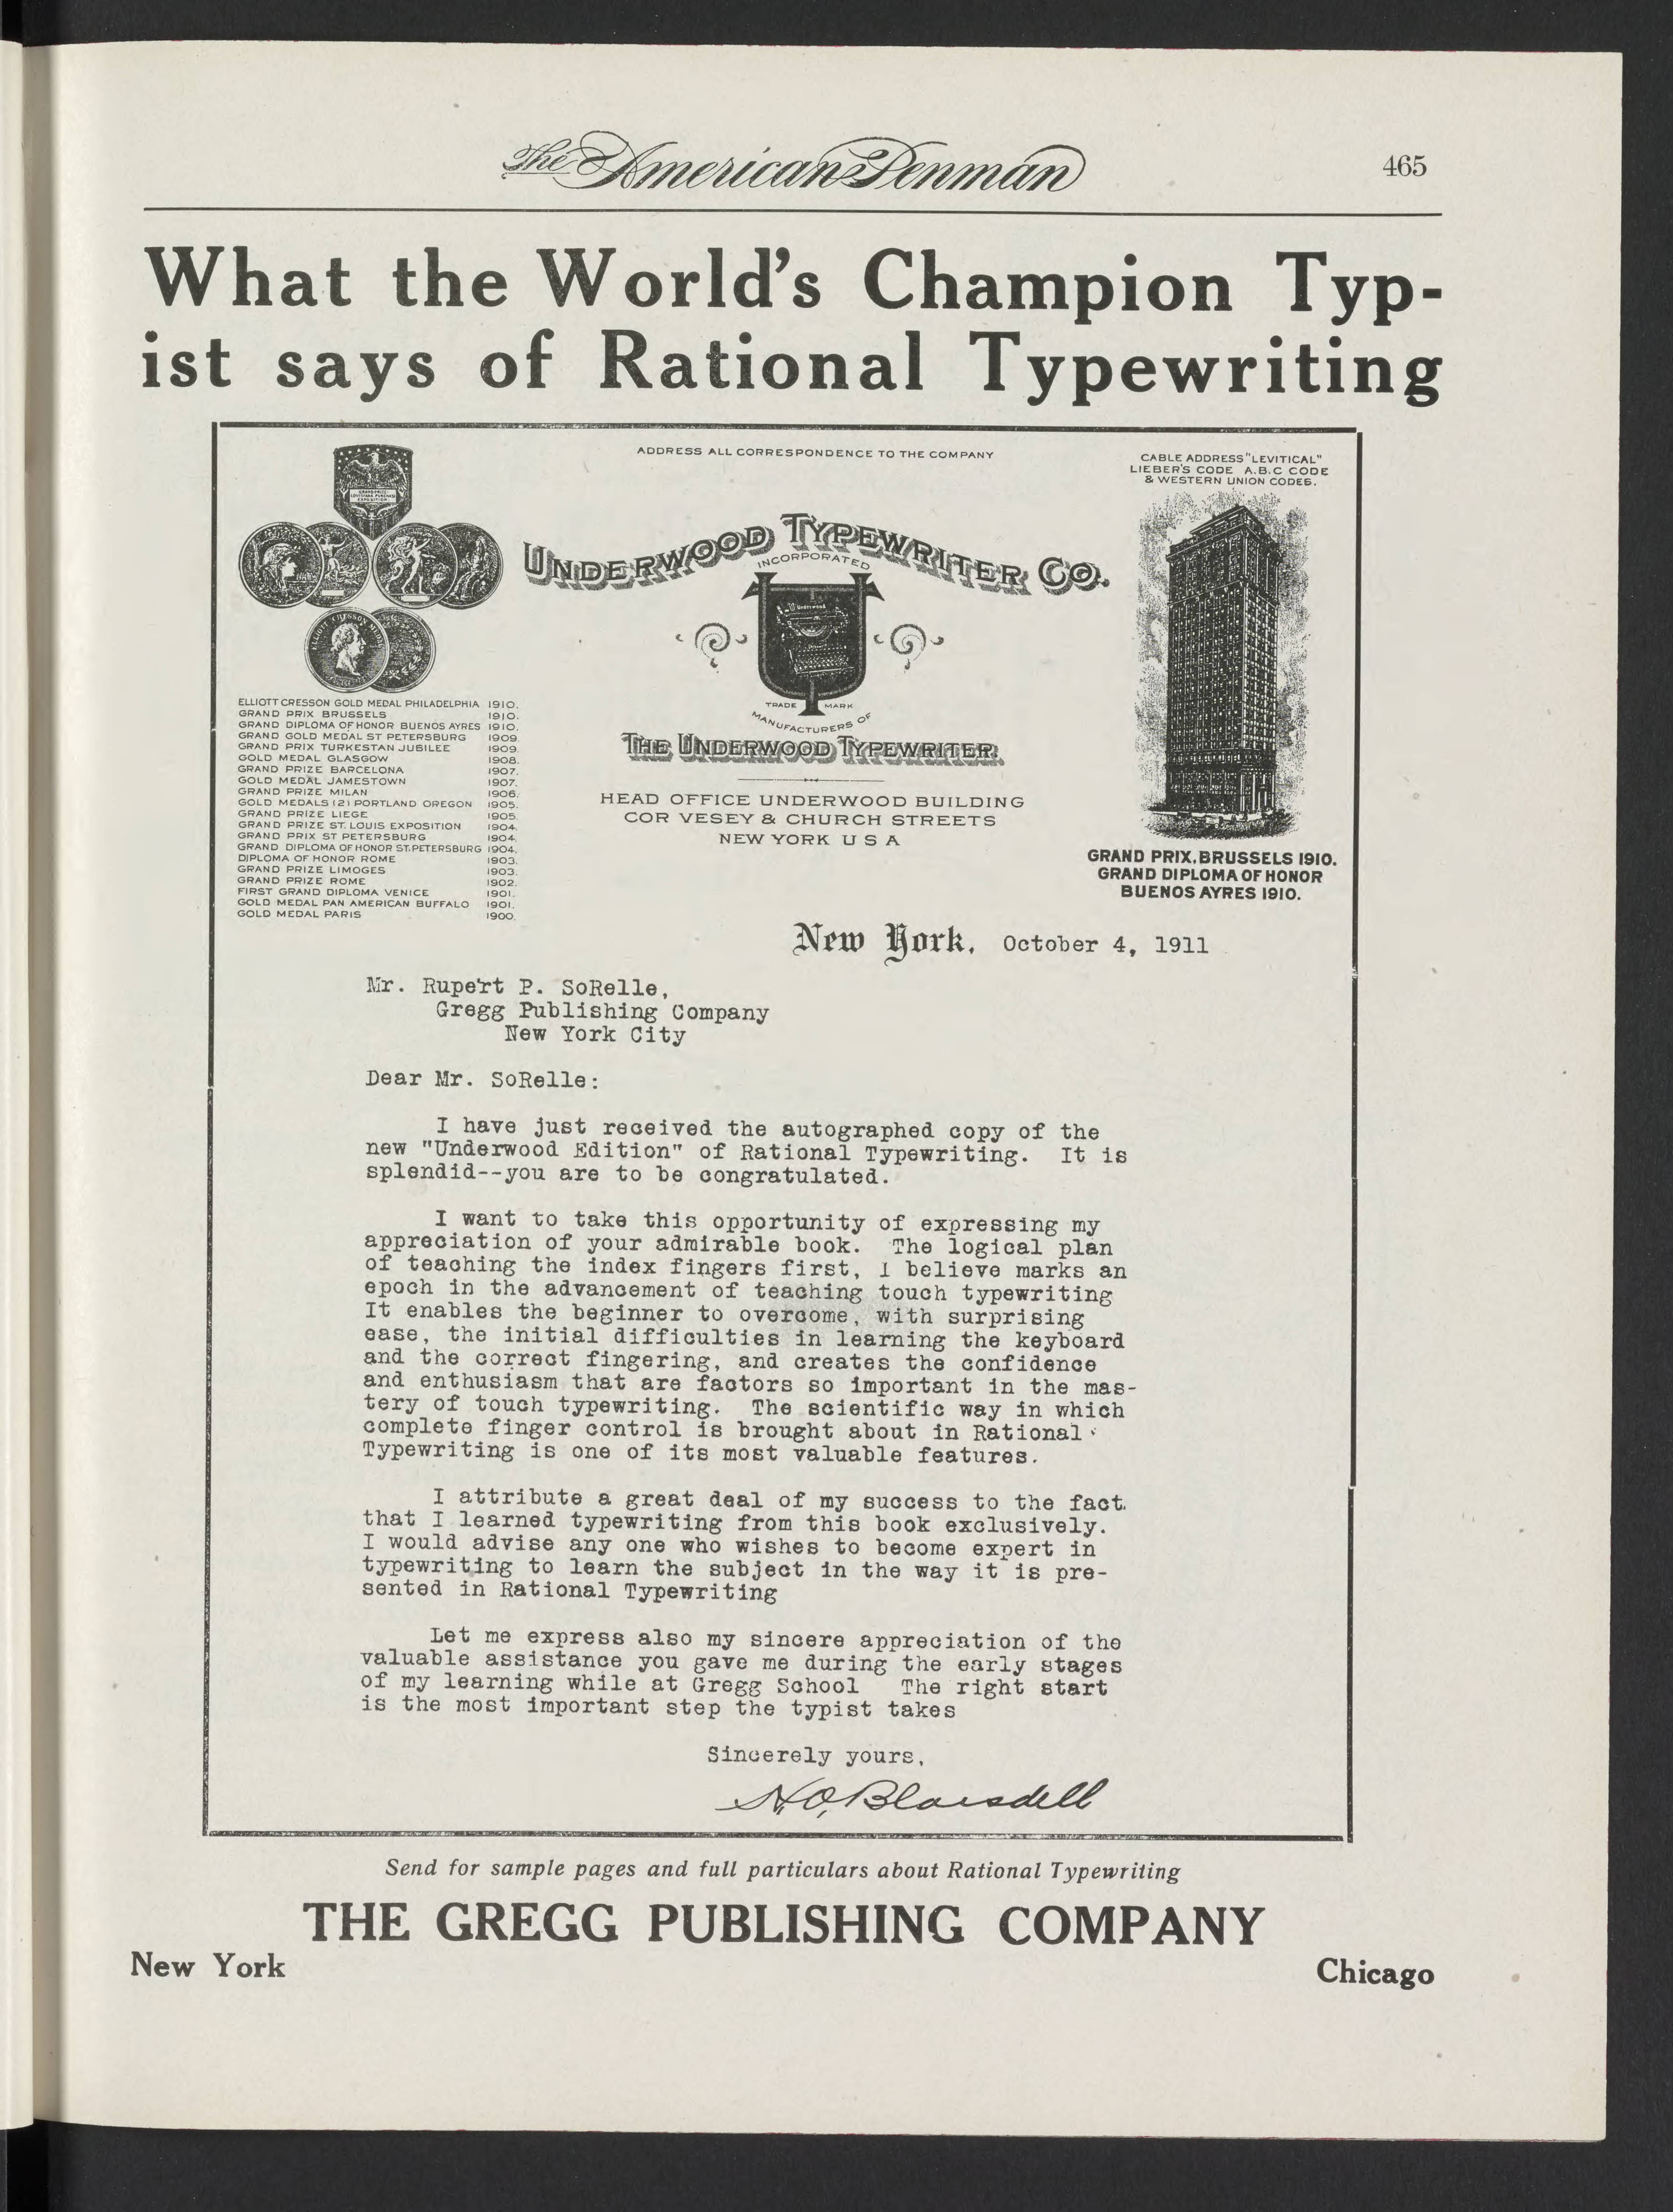 The American Penman
465
What the World's Champion Typ-
ist says of Rational Typewriting
ADDRESS ALL CORRESPONDENCE TO THE COMPANY
CABLE ADDRESS "LEVITICAL"
LIEBER'S CODE A.B.C CODE
& WESTERN UNION CODES.
GRAND PRIZE
LOUISIANA PURCHASE
EXPOSITION
UNDERWOOD TYPEWRITER CO.
INCORPORATED
Underwood
ELLIOTT CRESSON MEDAL
TRADE MARK
MANUFACTURERS OF
THE UNDERWOOD TYPEWRITER.
HEAD OFFICE UNDERWOOD BUILDING
COR VESEY & CHURCH STREETS
NEW YORK U S A
ELLIOTT CRESSON GOLD MEDAL PHILADELPHIA 1910.
GRAND PRIX BRUSSELS 1910.
GRAND DIPLOMA OF HONOR BUENOS AYRES 1910.
GRAND GOLD MEDAL ST PETERSBURG 1909.
GRAND PRIX TURKESTAN JUBILEE 1909.
GOLD MEDAL GLASGOW 1908.
GRAND PRIZE BARCELONA 1907.
GOLD MEDAL JAMESTOWN 1907.
GRAND PRIZE MILAN 1906.
GOLD MEDALS (2) PORTLAND OREGON 1905.
GRAND PRIZE LIEGE 1905.
GRAND PRIZE ST. LOUIS EXPOSITION 1904.
GRAND PRIX ST PETERSBURG 1904.
GRAND DIPLOMA OF HONOR ST. PETERSBURG 1904.
DIPLOMA OF HONOR ROME 1903.
GRAND PRIZE LIMOGES 1903.
GRAND PRIZE ROME 1902.
FIRST GRAND DIPLOMA VENICE 1901.
GOLD MEDAL PAN AMERICAN BUFFALO 1901.
GOLD MEDAL PARIS 1900.
GRAND PRIX, BRUSSELS 1910.
GRAND DIPLOMA OF HONOR
BUENOS AYRES 1910.
New York, October 4, 1911
Mr. Rupert P. SoRelle,
Gregg Publishing Company
New York City
Dear Mr. SoRelle:
I have just received the autographed copy of the
new "Underwood Edition" of Rational Typewriting. It is
splendid--you are to be congratulated.
I want to take this opportunity of expressing my
appreciation of your admirable book. The logical plan
of teaching the index fingers first, I believe marks an
epoch in the advancement of teaching touch typewriting
It enables the beginner to overcome, with surprising
ease, the initial difficulties in learning the keyboard
and the correct fingering, and creates the confidence
and enthusiasm that are factors so important in the mas-
tery of touch typewriting. The scientific way in which
complete finger control is brought about in Rational
Typewriting is one of its most valuable features.
I attribute a great deal of my success to the fact
that I learned typewriting from this book exclusively.
I would advise any one who wishes to become expert in
typewriting to learn the subject in the way it is pre-
sented in Rational Typewriting
Let me express also my sincere appreciation of the
valuable assistance you gave me during the early stages
of my learning while at Gregg School The right start
is the most important step the typist takes
Sincerely yours,
H.O. Blaisdell
Send for sample pages and full particulars about Rational Typewriting
THE GREGG PUBLISHING COMPANY
New York
Chicago